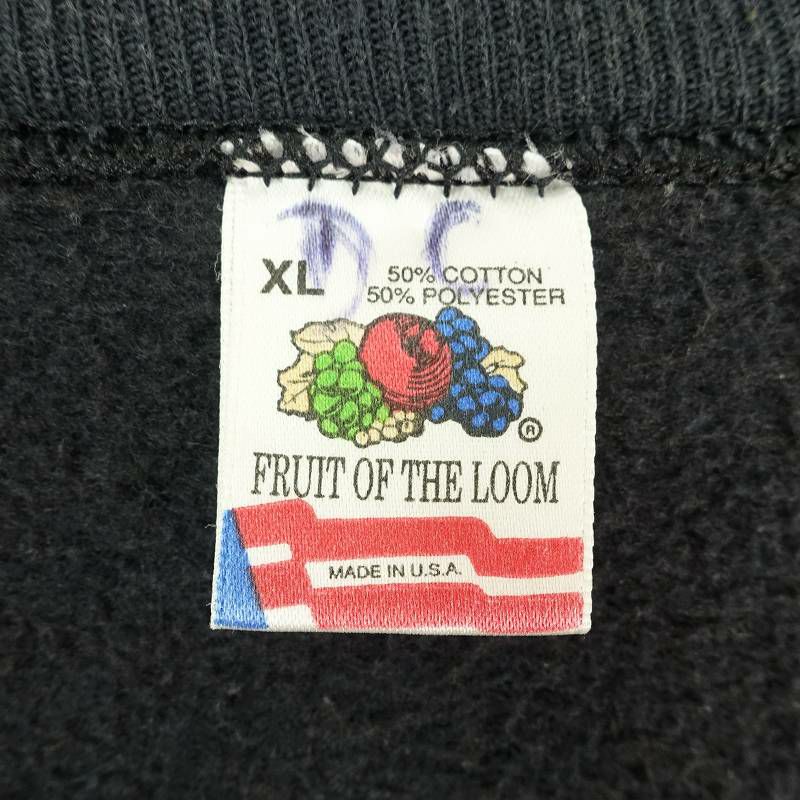 D C
XL
50% COTTON
50% POLYESTER
®
FRUIT OF THE LOOM
MADE IN U.S.A.